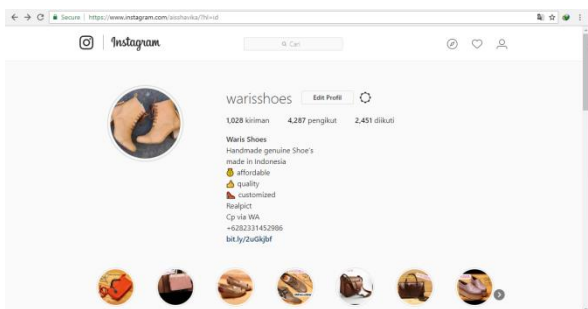 Secure https://www.instagram.com/aisshavika/?hl=id
Instagram
Cari
warisshoes Edit Profil
1,028 kiriman 4,287 pengikut 2,451 diikuti
Waris Shoes
Handmade genuine Shoe's
made in Indonesia
affordable
quality
customized
Realpict
Cp via WA
+6282331452986
bit.ly/2uGkjbf